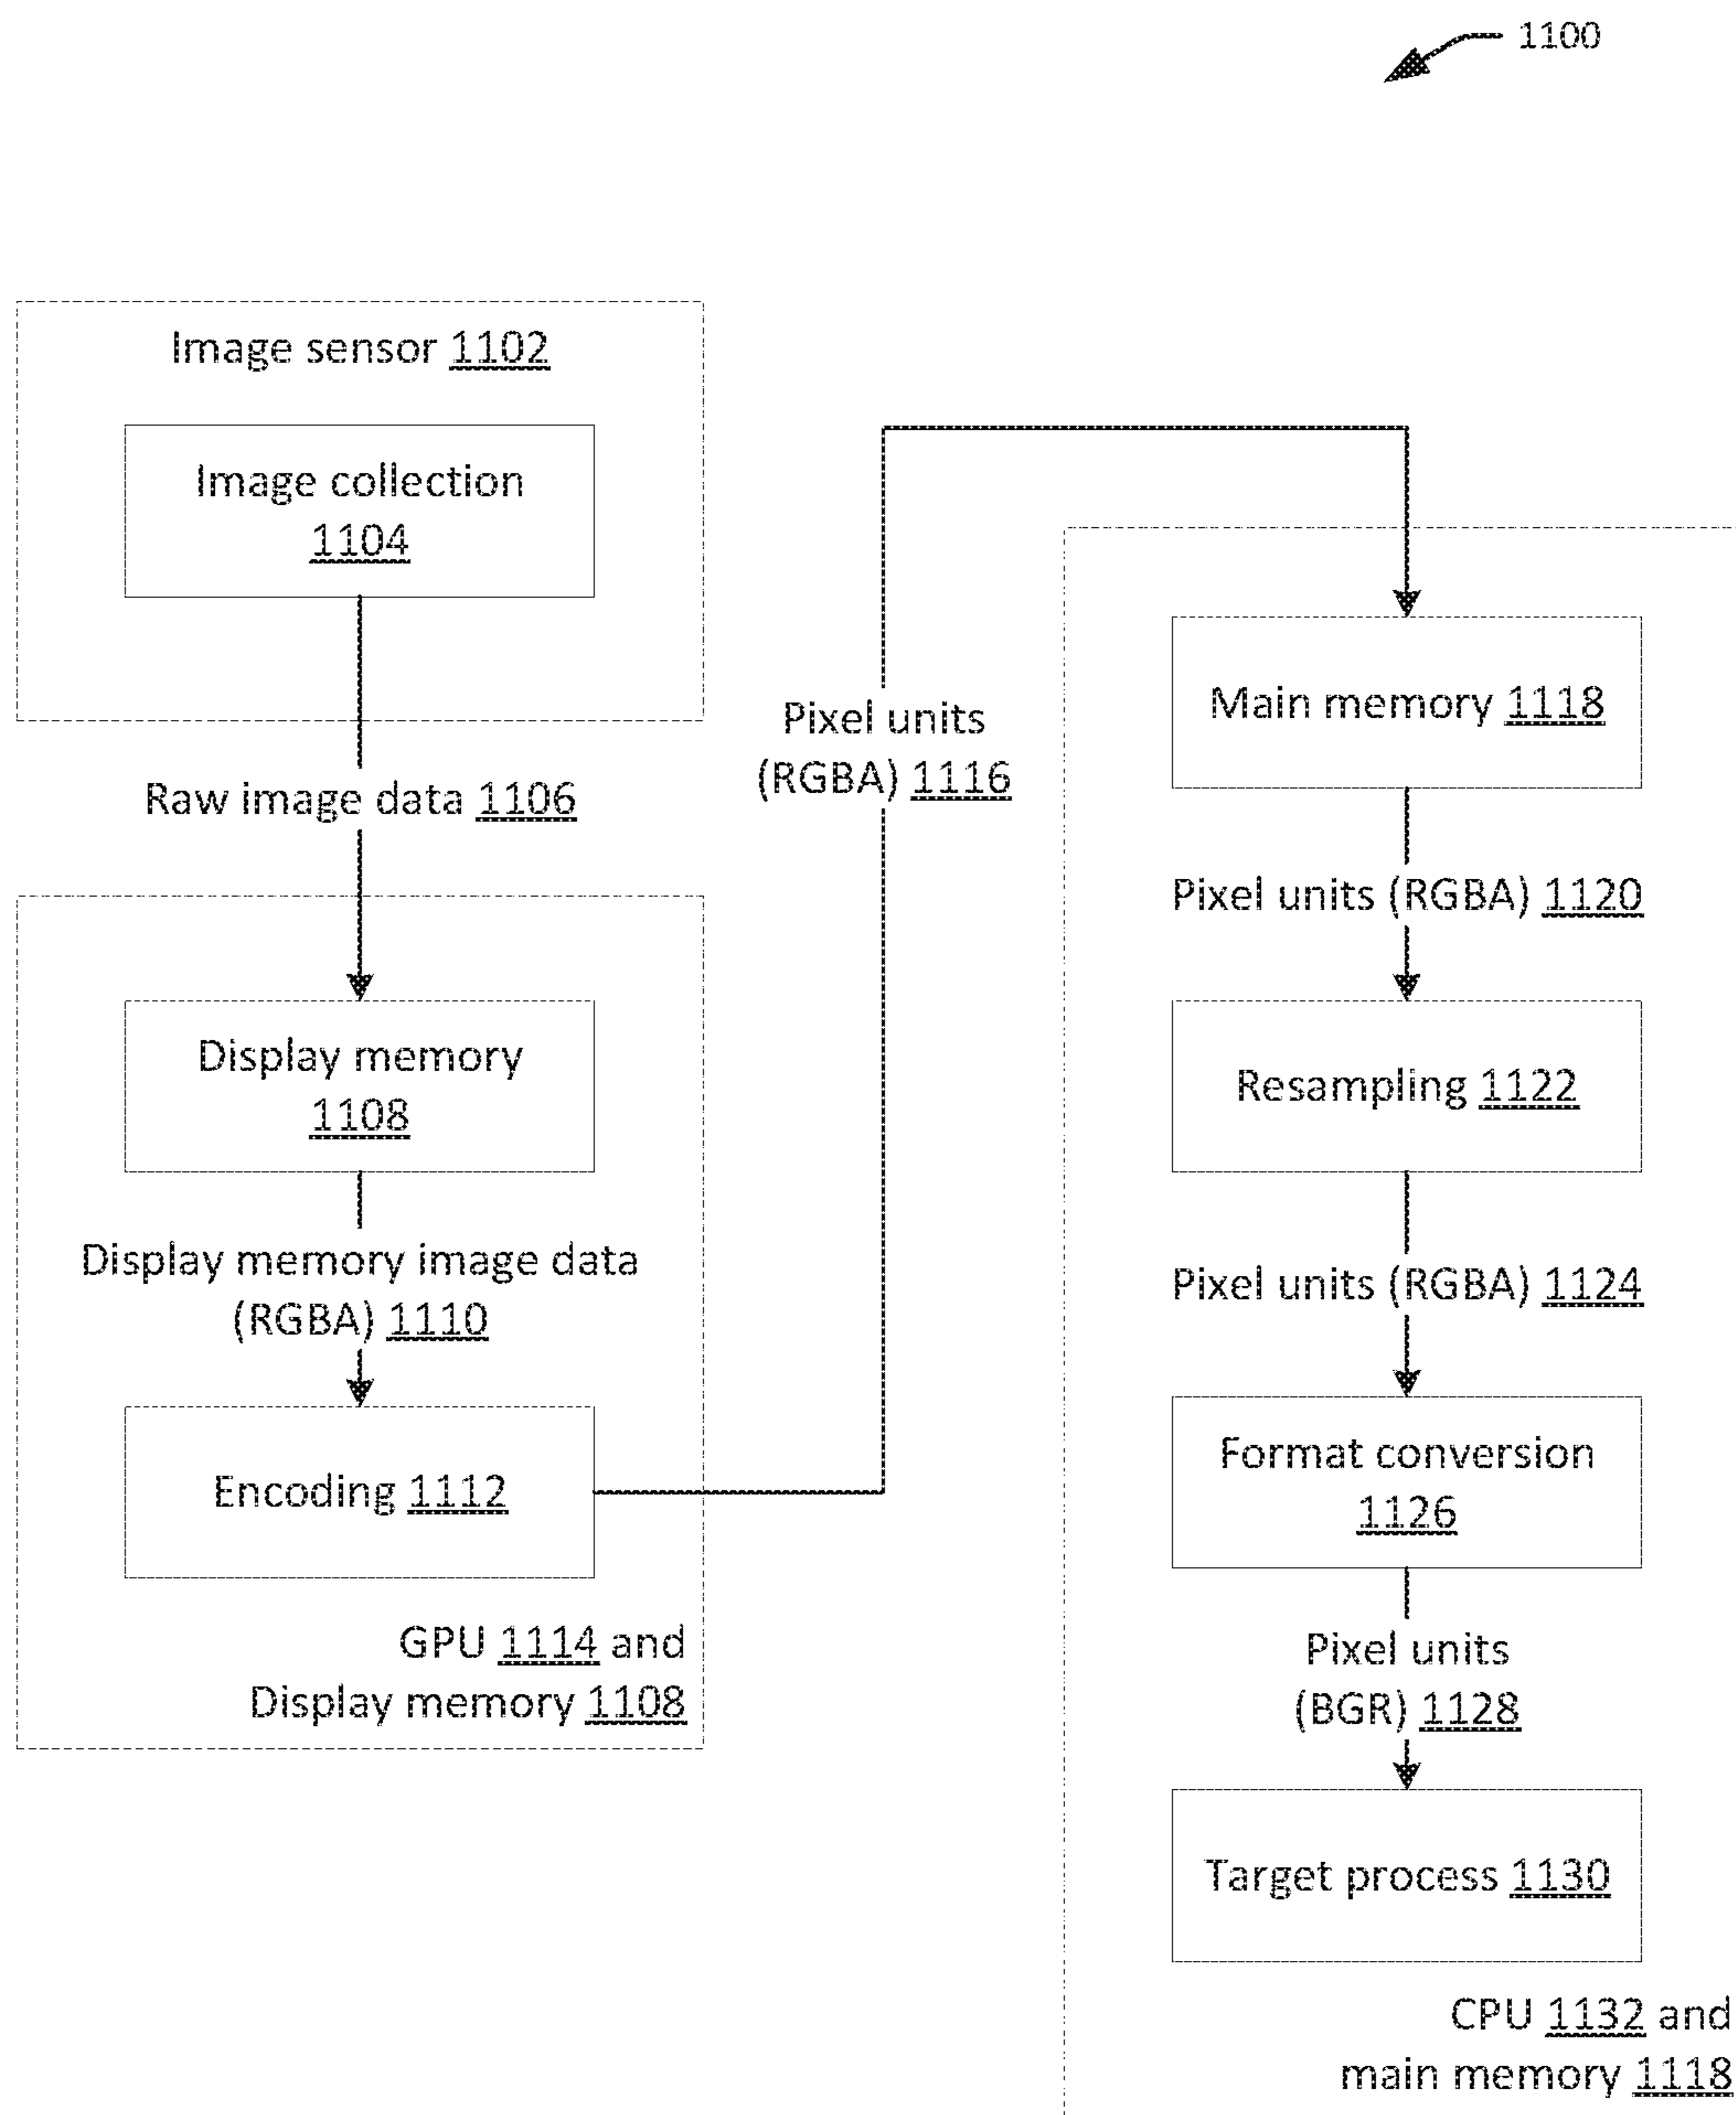 1100
Image sensor 1102
Image collection
1104
Raw image data 1106
Display memory
1108
Display memory image data
(RGBA) 1110
Encoding 1112
GPU 1114 and
Display memory 1108
Pixel units
(RGBA) 1116
Main memory 1118
Pixel units (RGBA) 1120
Resampling 1122
Pixel units (RGBA) 1124
Format conversion
1126
Pixel units
(BGR) 1128
Target process 1130
CPU 1132 and
main memory 1118